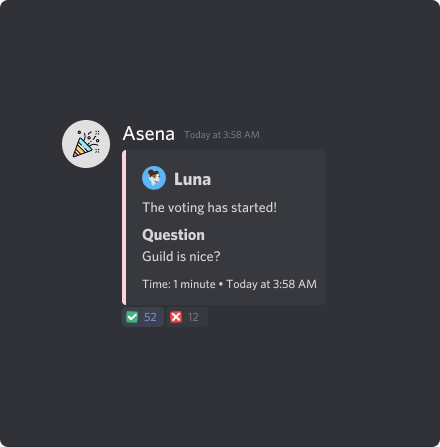 Asena Today at 3:58 AM
Luna
The voting has started!
Question
Guild is nice?
Time: 1 minute • Today at 3:58 AM
52 12